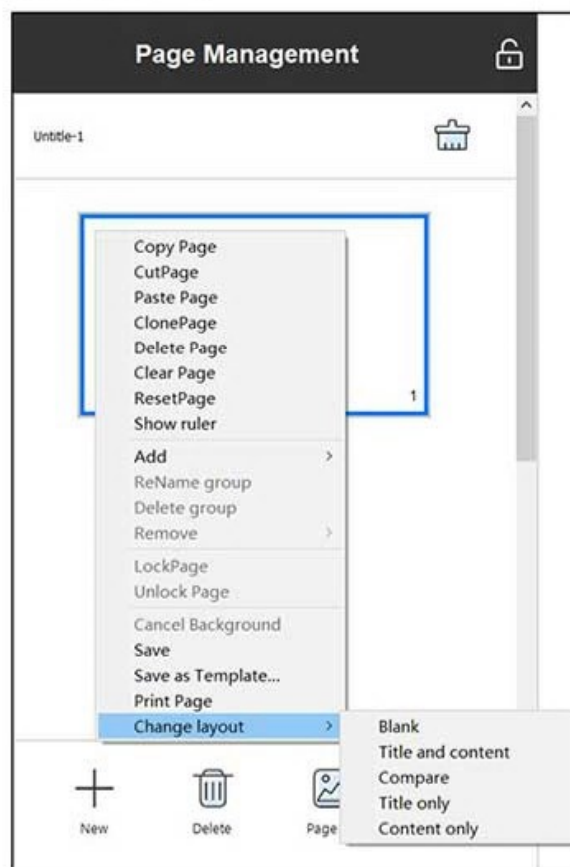 Page Management
Untitle-1
Copy Page
CutPage
Paste Page
ClonePage
Delete Page
Clear Page
ResetPage
1
Show ruler
Add
ReName group
Delete group
Remove
LockPage
Unlock Page
Cancel Background
Save
Save as Template...
Print Page
Change layout
Blank
Title and content
Compare
Title only
Content only
New
Delete
Page